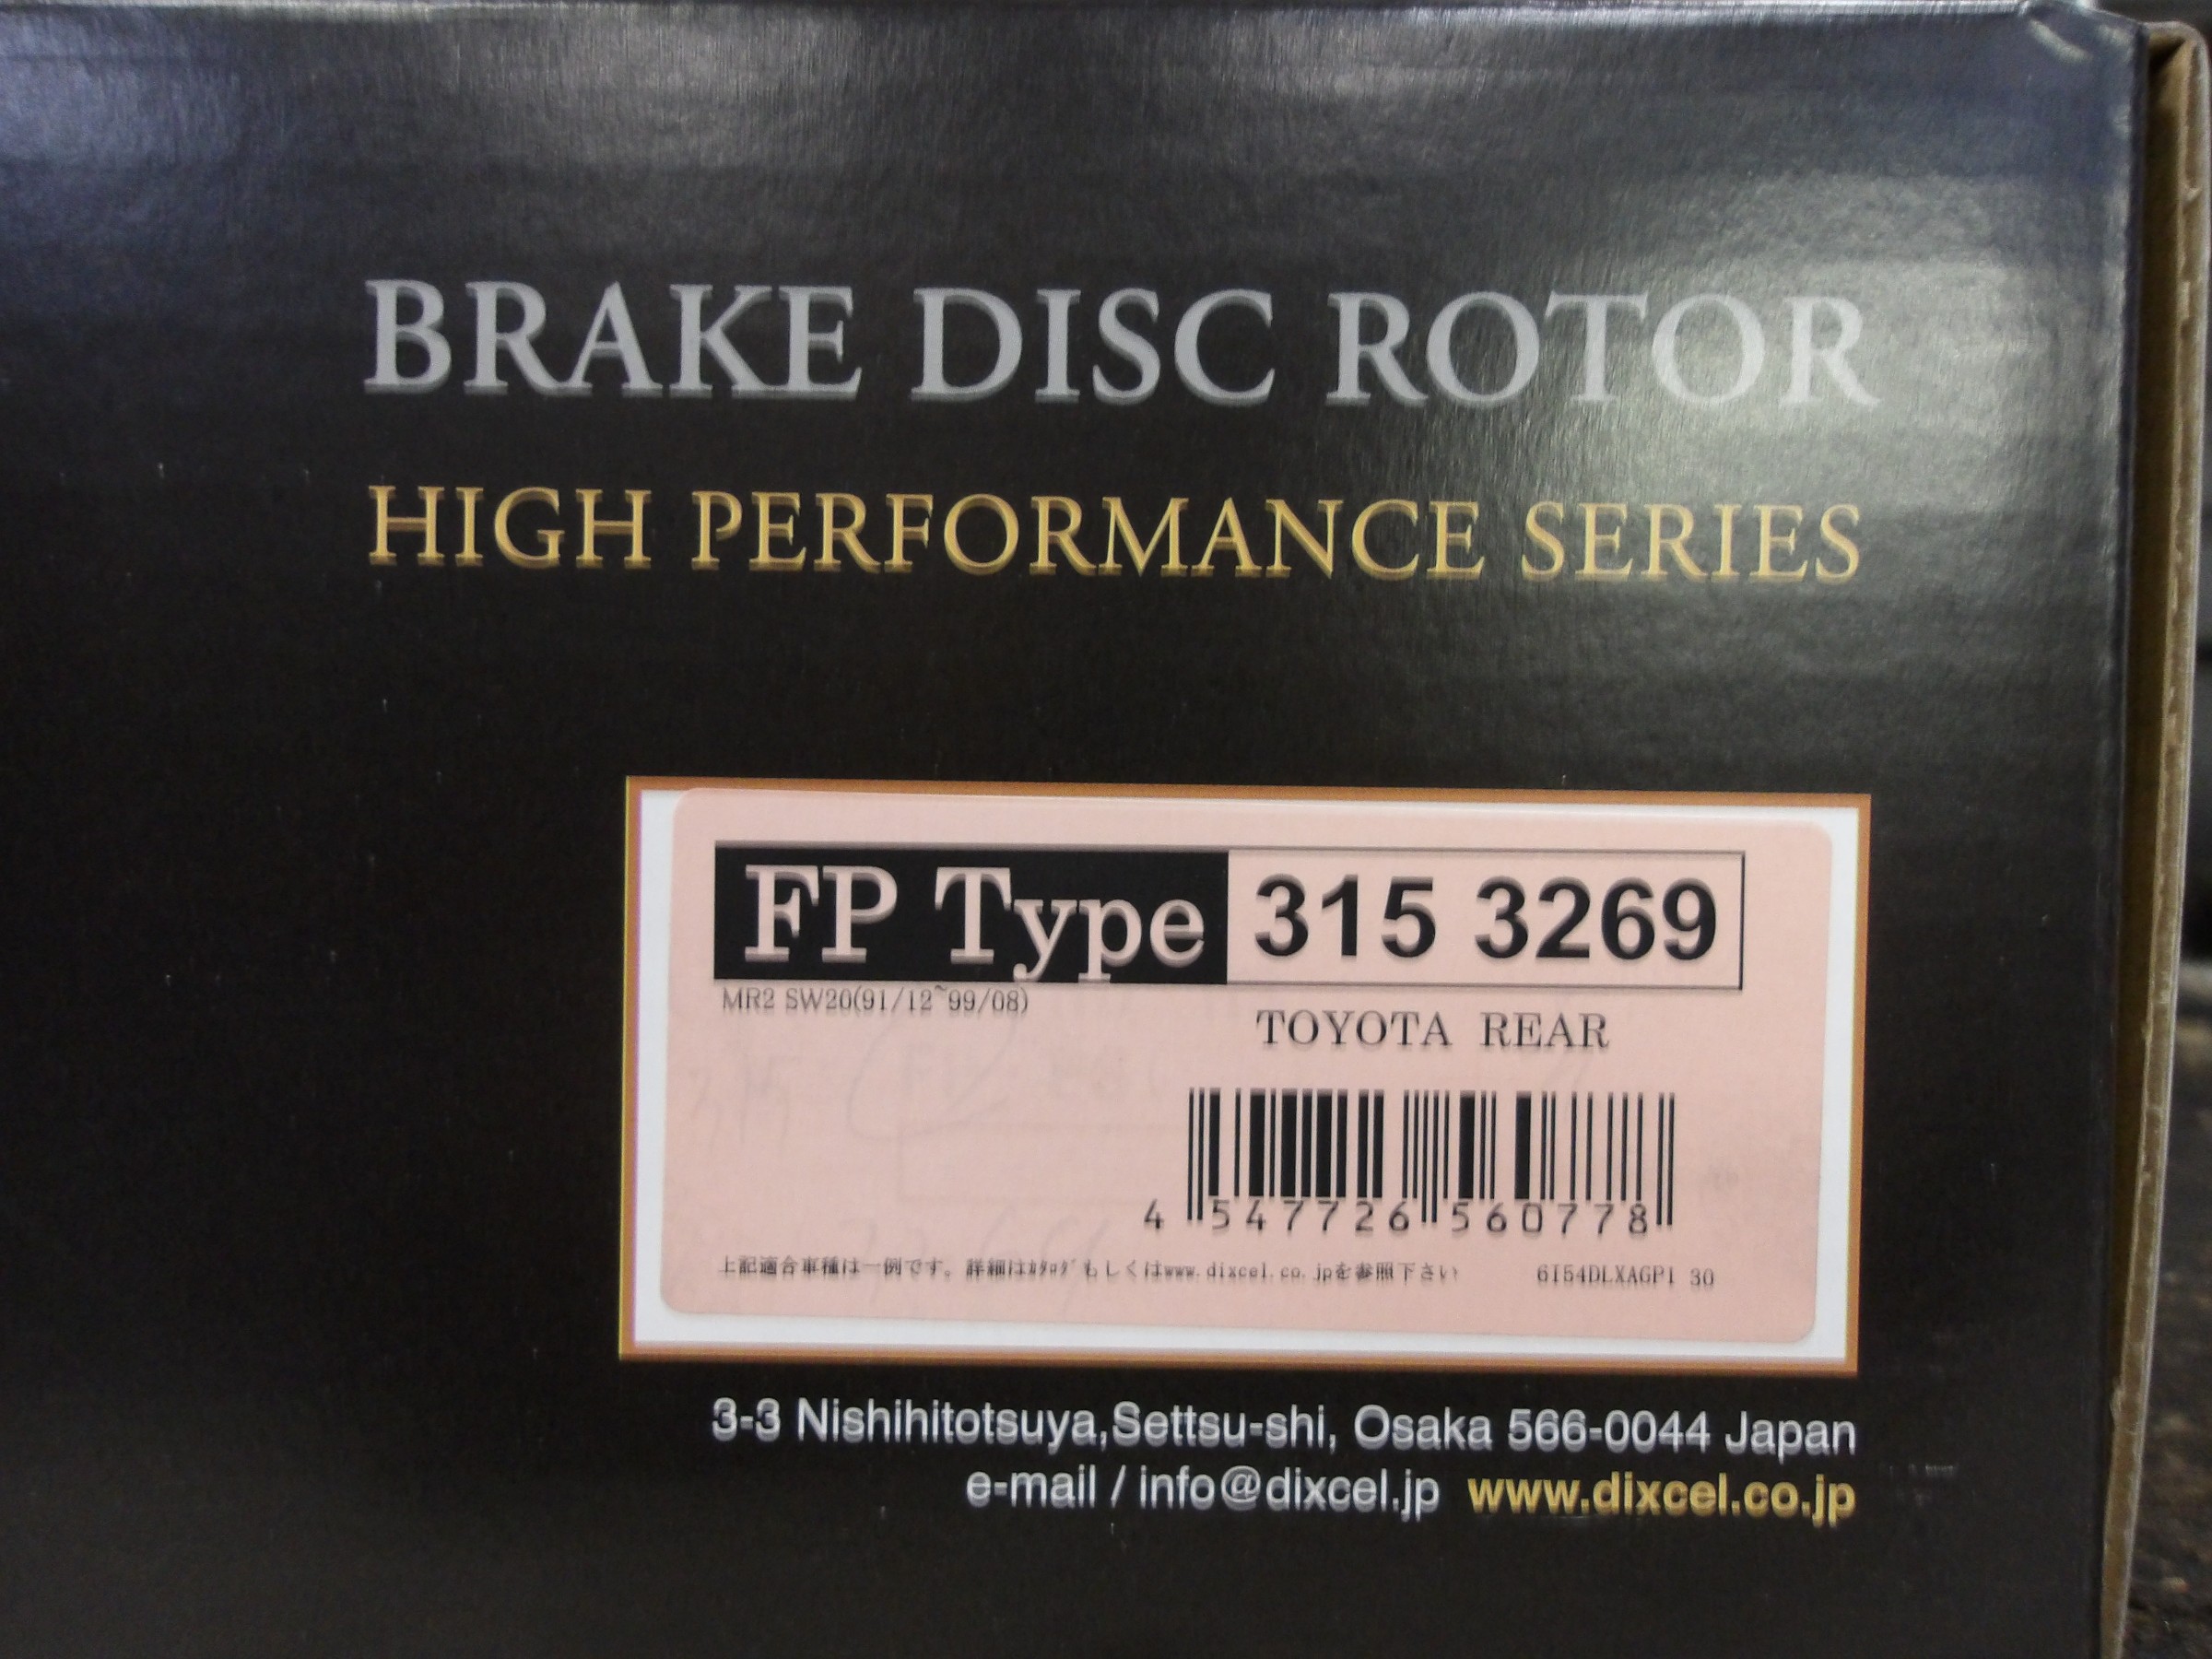 BRAKE DISC ROTOR
HIGH PERFORMANCE SERIES
FP Type 315 3269
MR2 SW20(91/12~99/08)
TOYOTA REAR
4 547726 560778
上記適合車種は一例です。詳細はｶﾀﾛｸﾞもしくはwww.dixcel.co.jpを参照下さい 6I54DLXAGP1 30
3-3 Nishihitotsuya,Settsu-shi, Osaka 566-0044 Japan
e-mail / info@dixcel.jp www.dixcel.co.jp